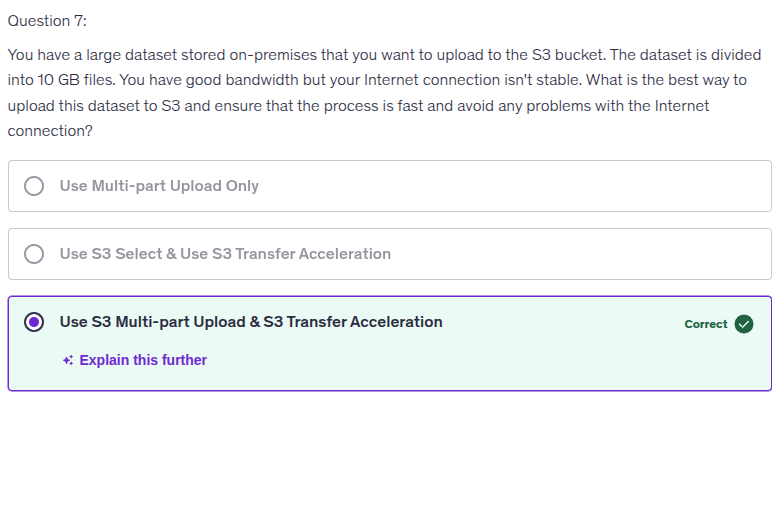 Question 7:
You have a large dataset stored on-premises that you want to upload to the S3 bucket. The dataset is divided
into 10 GB files. You have good bandwidth but your Internet connection isn't stable. What is the best way to
upload this dataset to S3 and ensure that the process is fast and avoid any problems with the Internet
connection?
Use Multi-part Upload Only
Use S3 Select & Use S3 Transfer Acceleration
Use S3 Multi-part Upload & S3 Transfer Acceleration
Correct
Explain this further